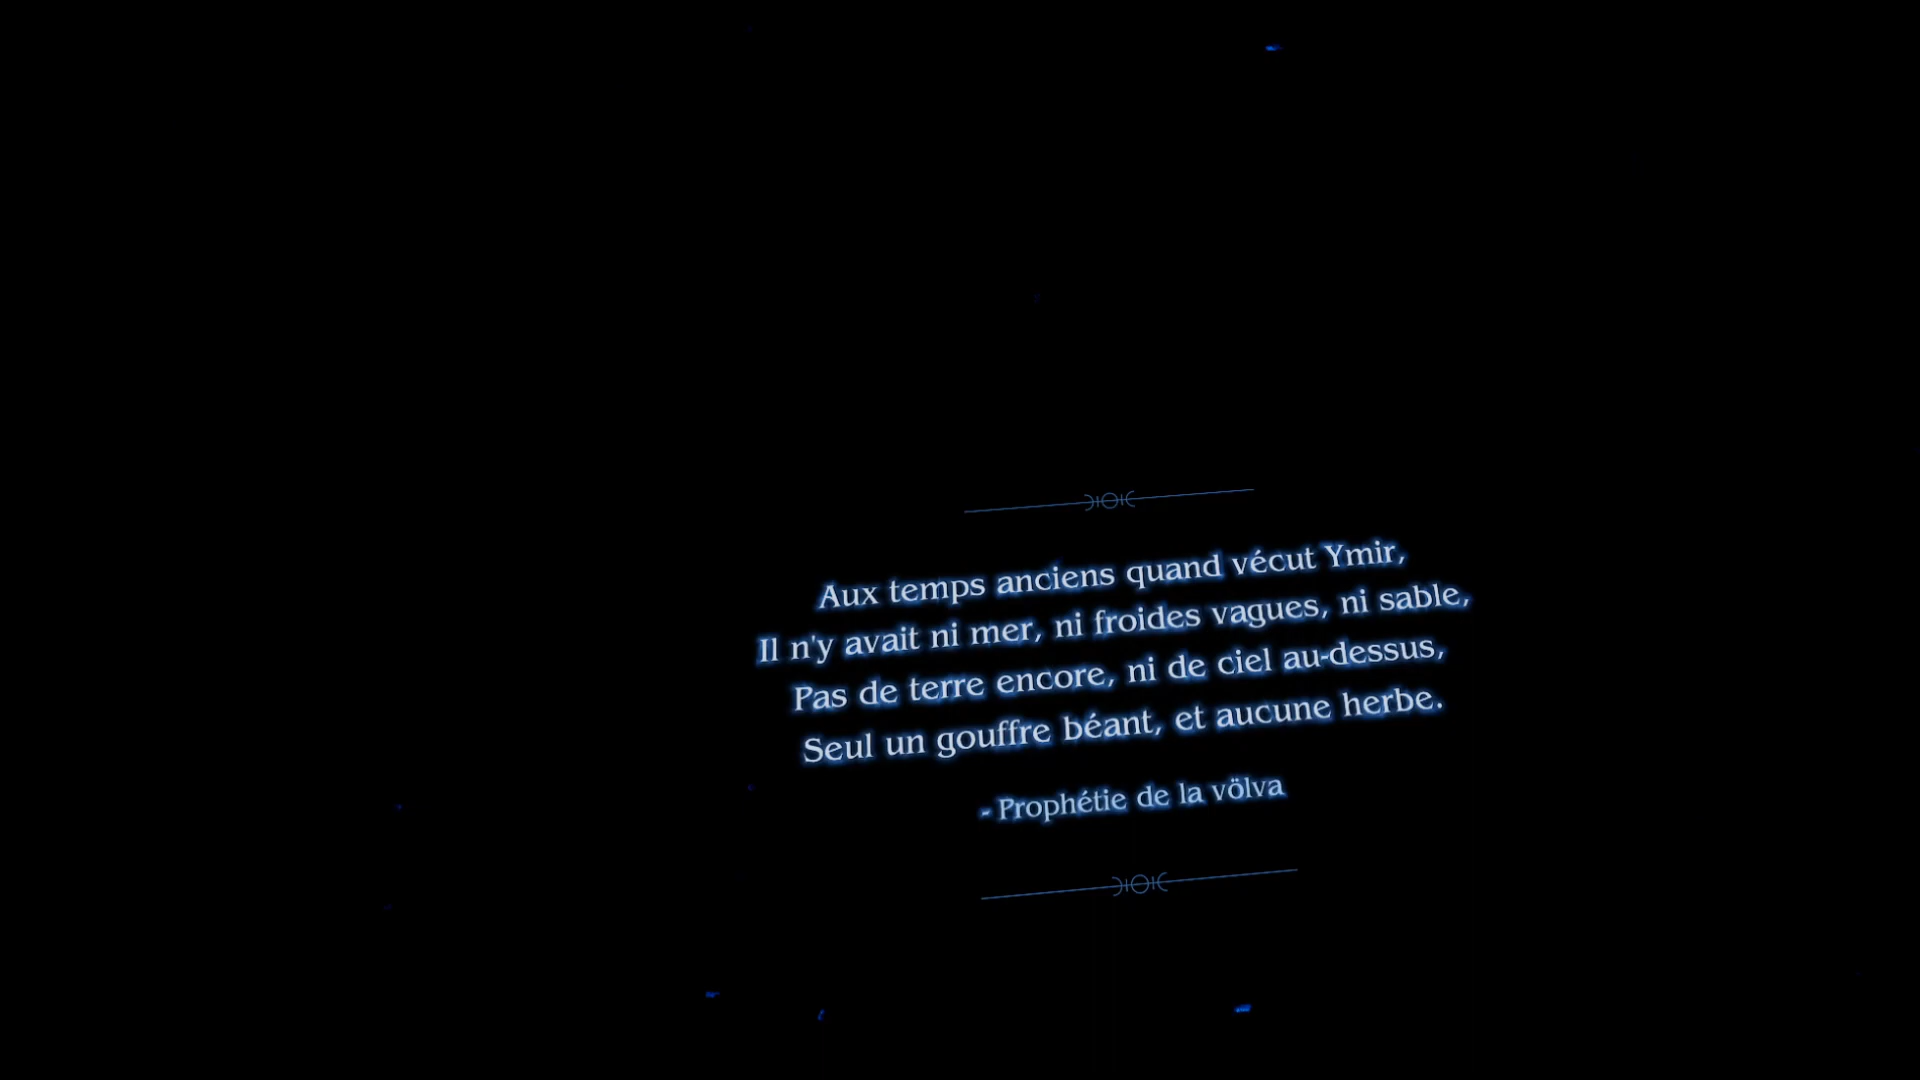 Aux temps anciens quand vécut Ymir,
Il n'y avait ni mer, ni froides vagues, ni sable,
Pas de terre encore, ni de ciel au-dessus,
Seul un gouffre béant, et aucune herbe.
- Prophétie de la völva